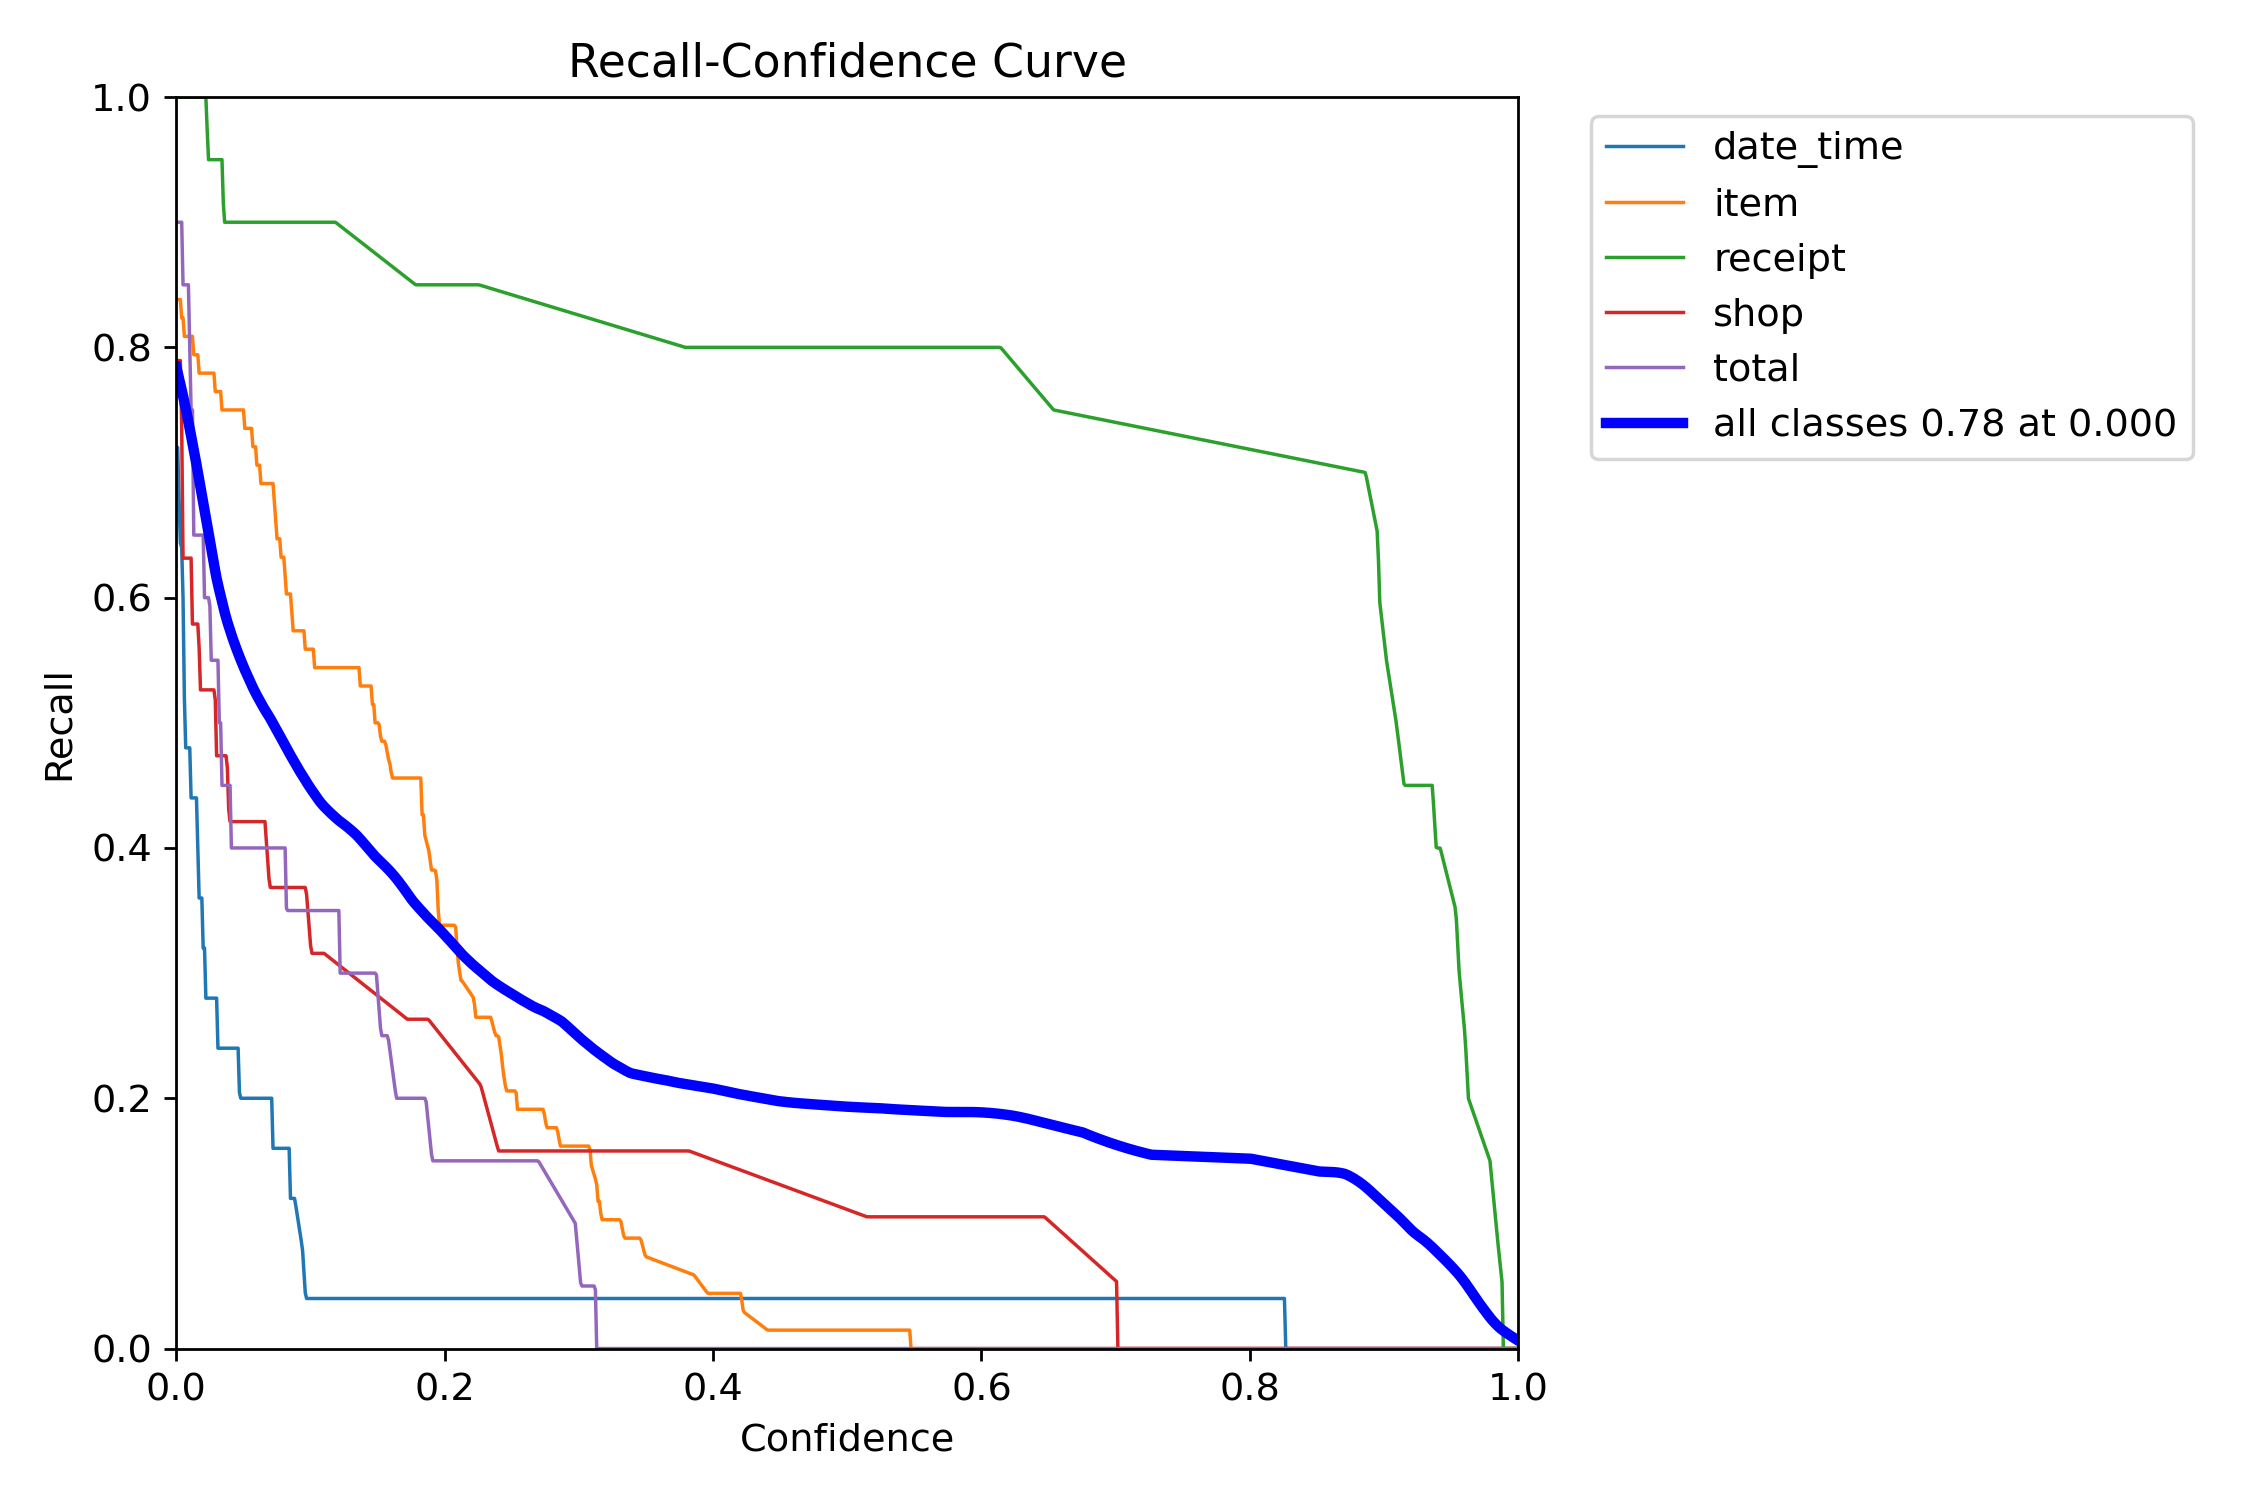 Recall-Confidence Curve
1.0
0.8
0.6
0.4
0.2
0.0
Recall
0.0 0.2 0.4 0.6 0.8 1.0
Confidence
date_time
item
receipt
shop
total
all classes 0.78 at 0.000